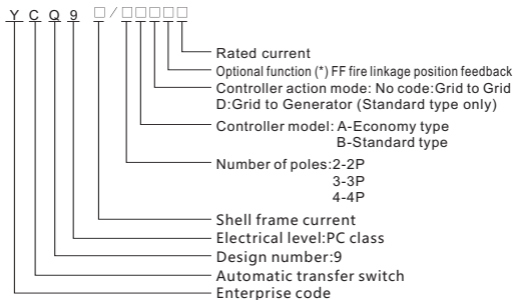 Y C Q 9 □/□□□□□
Rated current
Optional function (*) FF fire linkage position feedback
Controller action mode: No code:Grid to Grid
D:Grid to Generator (Standard type only)
Controller model: A-Economy type
B-Standard type
Number of poles:2-2P
3-3P
4-4P
Shell frame current
Electrical level:PC class
Design number:9
Automatic transfer switch
Enterprise code